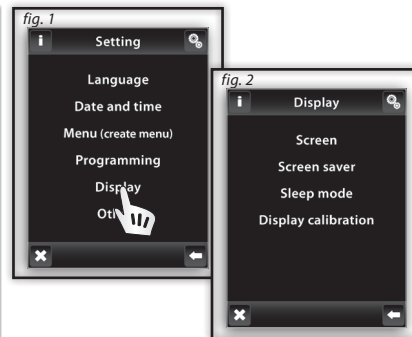 fig. 1
i Setting
Language
Date and time
Menu (create menu)
Programming
Display
fig. 2
i Display
Screen
Screen saver
Sleep mode
Display calibration